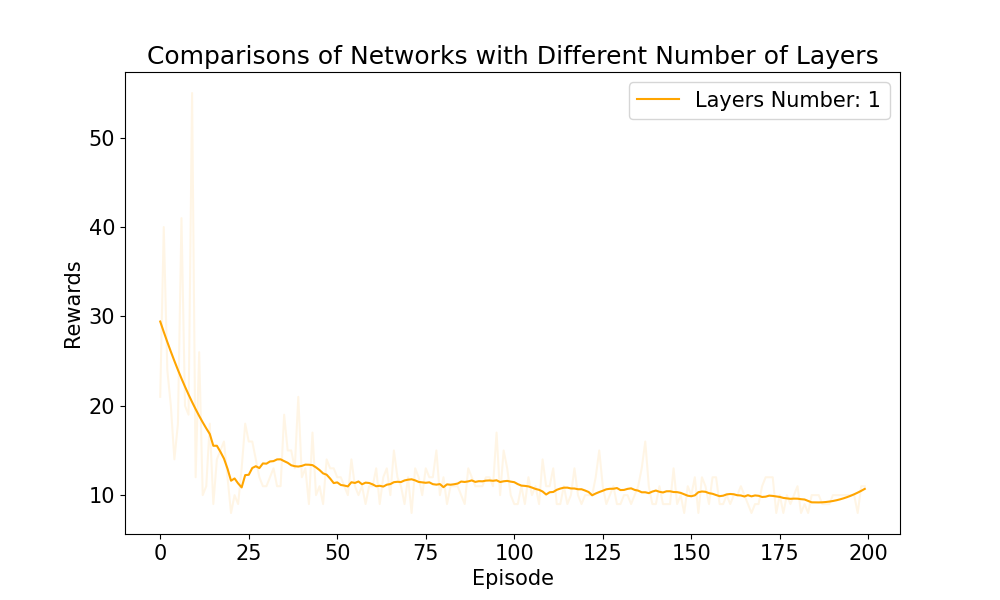 Comparisons of Networks with Different Number of Layers
Layers Number: 1
Rewards
50
40
30
20
10
0 25 50 75 100 125 150 175 200
Episode